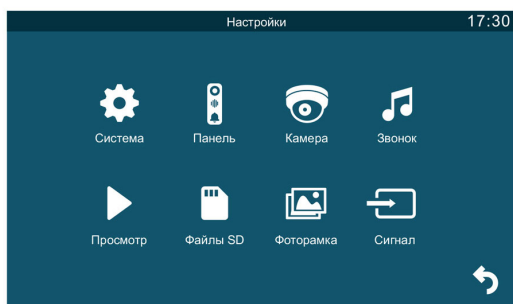 Настройки 17:30
Система Панель Камера Звонок
Просмотр Файлы SD Фоторамка Сигнал